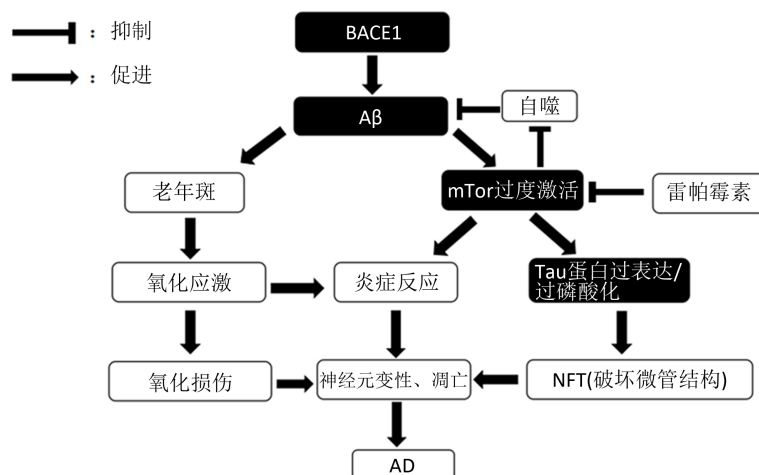 ：抑制
：促进
BACE1
Aβ
自噬
老年斑
mTor过度激活
雷帕霉素
氧化应激
炎症反应
Tau蛋白过表达/
过磷酸化
氧化损伤
神经元变性、凋亡
NFT(破坏微管结构)
AD